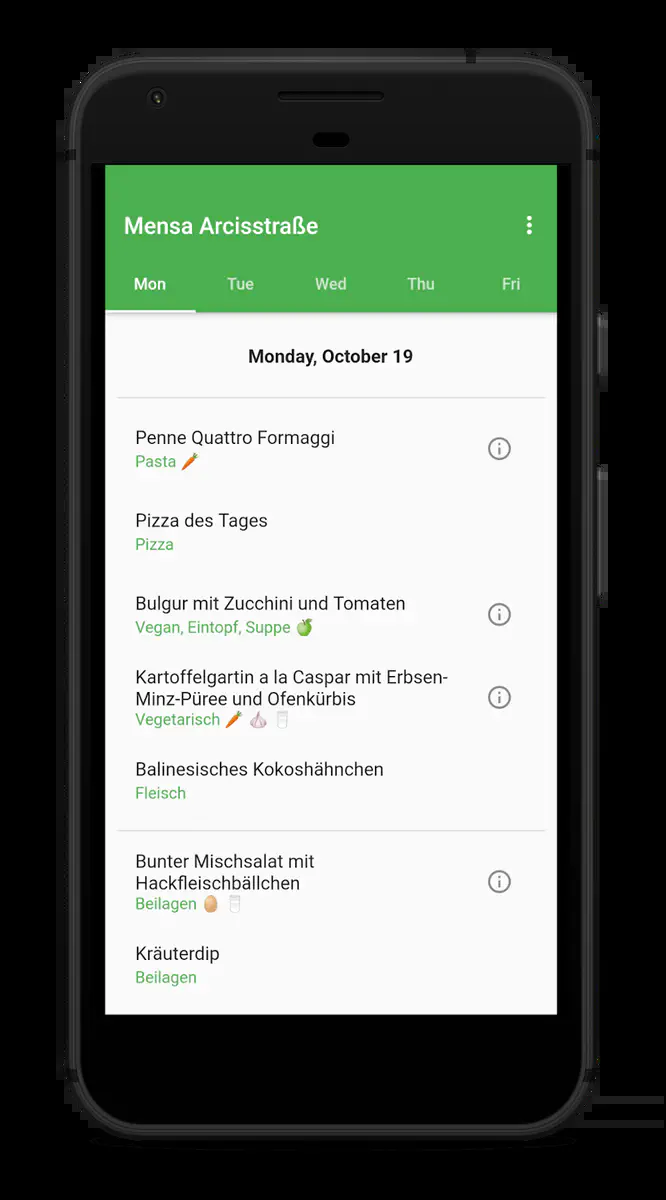 Mensa Arcisstraße
Mon Tue Wed Thu Fri
Monday, October 19
Penne Quattro Formaggi
Pasta 🥕
Pizza des Tages
Pizza
Bulgur mit Zucchini und Tomaten
Vegan, Eintopf, Suppe 🍏
Kartoffelgartin a la Caspar mit Erbsen-
Minz-Püree und Ofenkürbis
Vegetarisch 🥕 🧄 🥛
Balinesisches Kokoshähnchen
Fleisch
Bunter Mischsalat mit
Hackfleischbällchen
Beilagen 🥚 🥛
Kräuterdip
Beilagen